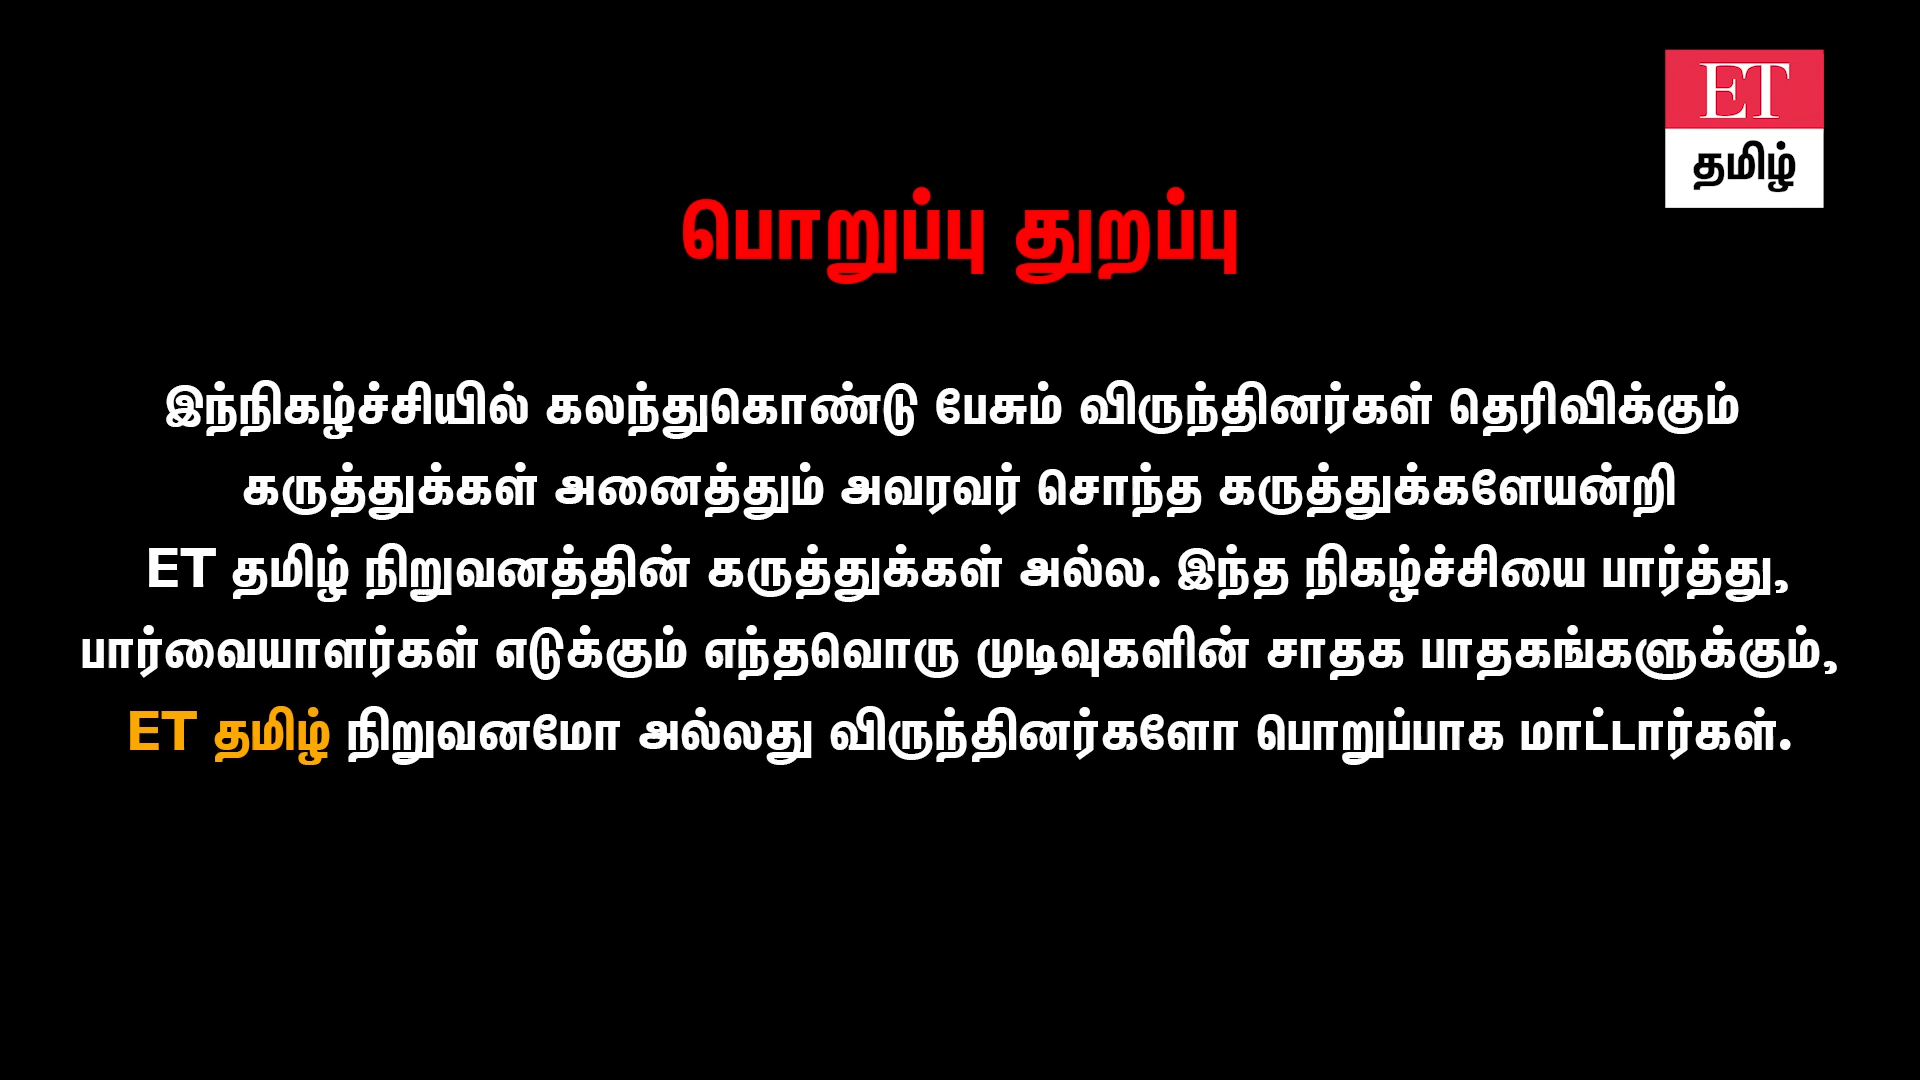 ET
தமிழ்
பொறுப்பு துறப்பு
இந்நிகழ்ச்சியில் கலந்துகொண்டு பேசும் விருந்தினர்கள் தெரிவிக்கும்
கருத்துக்கள் அனைத்தும் அவரவர் சொந்த கருத்துக்களேயன்றி
ET தமிழ் நிறுவனத்தின் கருத்துக்கள் அல்ல. இந்த நிகழ்ச்சியை பார்த்து,
பார்வையாளர்கள் எடுக்கும் எந்தவொரு முடிவுகளின் சாதக பாதகங்களுக்கும்,
ET தமிழ் நிறுவனமோ அல்லது விருந்தினர்களோ பொறுப்பாக மாட்டார்கள்.